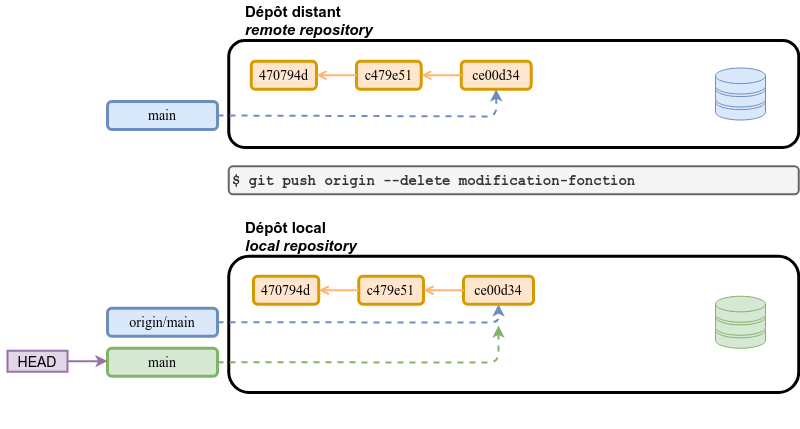 Dépôt distant
remote repository
470794d
c479e51
ce00d34
main
$ git push origin --delete modification-fonction
Dépôt local
local repository
470794d
c479e51
ce00d34
origin/main
HEAD
main